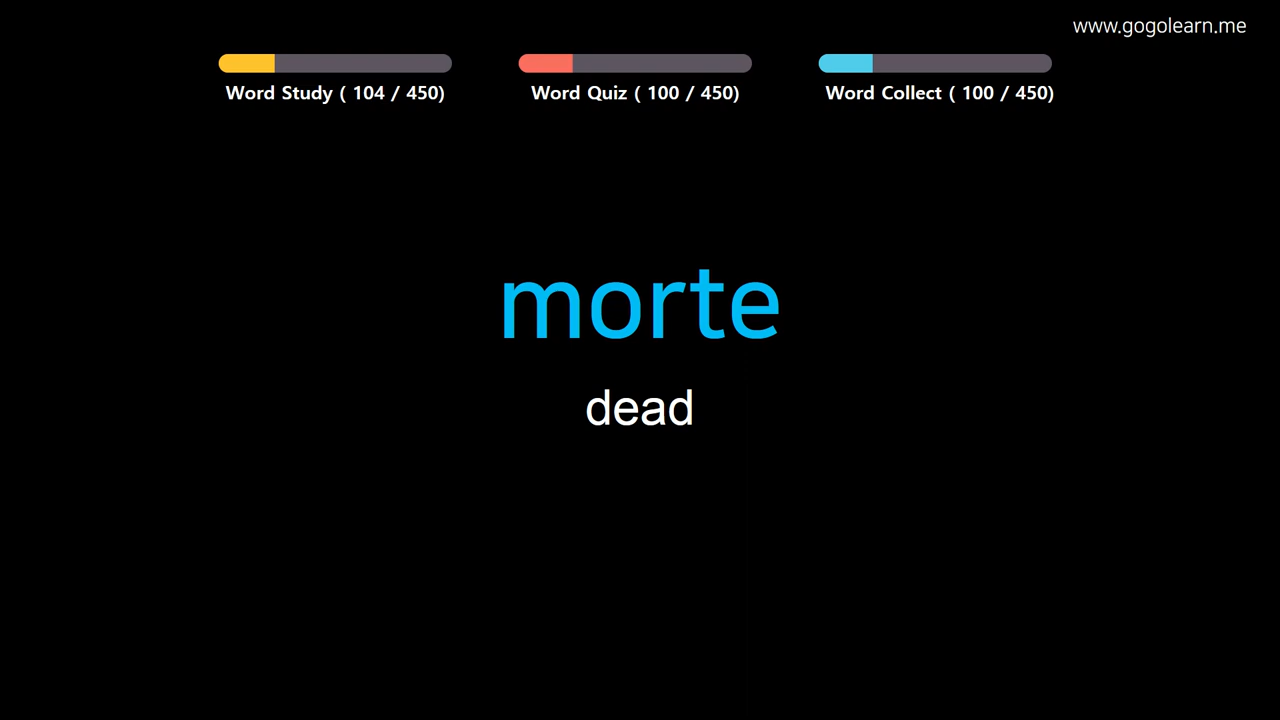 www.gogolearn.me
Word Study ( 104 / 450)
Word Quiz ( 100 / 450)
Word Collect ( 100 / 450)
morte
dead